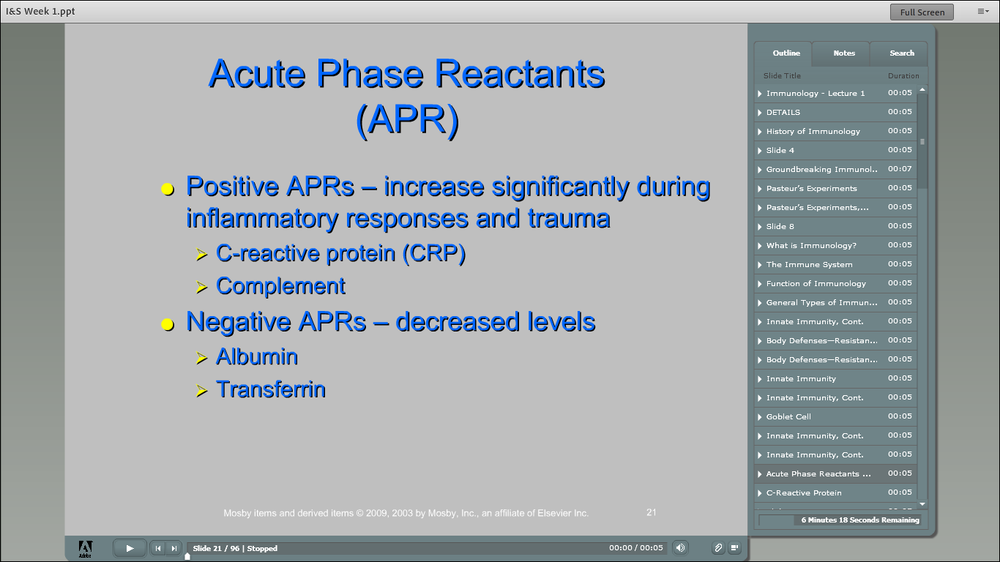 I&S Week 1.ppt
Full Screen
Acute Phase Reactants
(APR)
Positive APRs – increase significantly during
inflammatory responses and trauma
C-reactive protein (CRP)
Complement
Negative APRs – decreased levels
Albumin
Transferrin
Mosby items and derived items © 2009, 2003 by Mosby, Inc., an affiliate of Elsevier Inc.
21
Outline Notes Search
Slide Title Duration
Immunology - Lecture 1 00:05
DETAILS 00:05
History of Immunology 00:05
Slide 4 00:05
Groundbreaking Immunol.. 00:07
Pasteur's Experiments 00:05
Pasteur's Experiments,... 00:05
Slide 8 00:05
What is Immunology? 00:05
The Immune System 00:05
Function of Immunology 00:05
General Types of Immun... 00:05
Innate Immunity, Cont. 00:05
Body Defenses—Resistan... 00:05
Body Defenses—Resistan... 00:05
Innate Immunity 00:05
Innate Immunity, Cont. 00:05
Goblet Cell 00:05
Innate Immunity, Cont. 00:05
Innate Immunity, Cont. 00:05
Acute Phase Reactants ... 00:05
C-Reactive Protein 00:05
6 Minutes 18 Seconds Remaining
Adobe
Slide 21 / 96 | Stopped
00:00 / 00:05